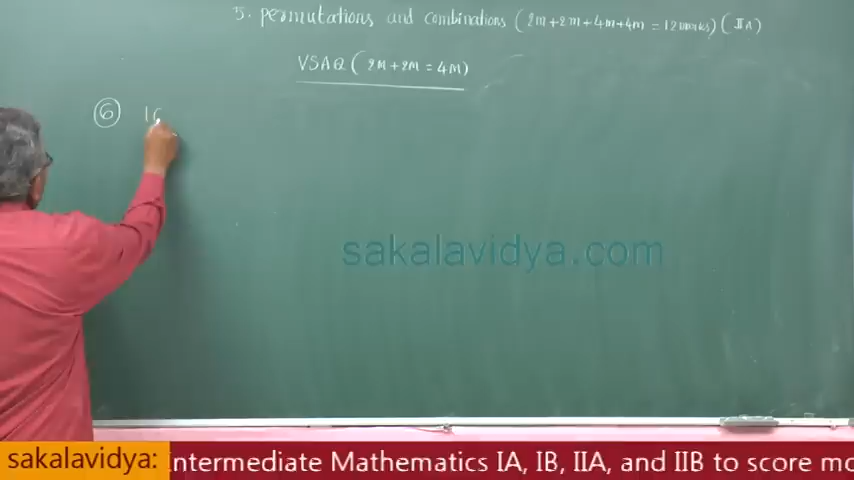 5. permutations and combinations (2M+2M+4M+4M = 12 marks) (IIA)
VSAQ (2M+2M = 4M)
⑥ 16
sakalavidya.com
sakalavidya: Intermediate Mathematics IA, IB, IIA, and IIB to score mo